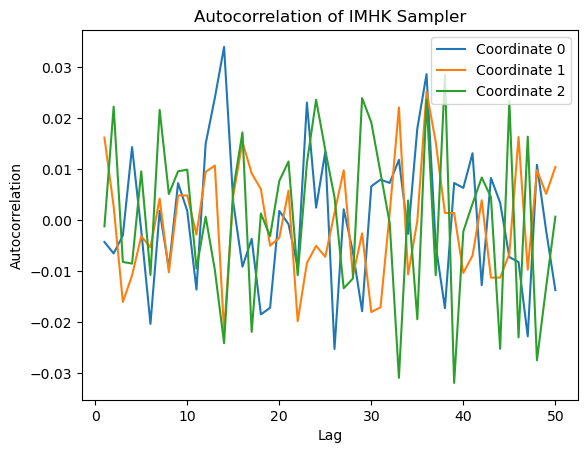 Autocorrelation of IMHK Sampler
Coordinate 0
Coordinate 1
Coordinate 2
Autocorrelation
0.03
0.02
0.01
0.00
−0.01
−0.02
−0.03
0
10
20
30
40
50
Lag